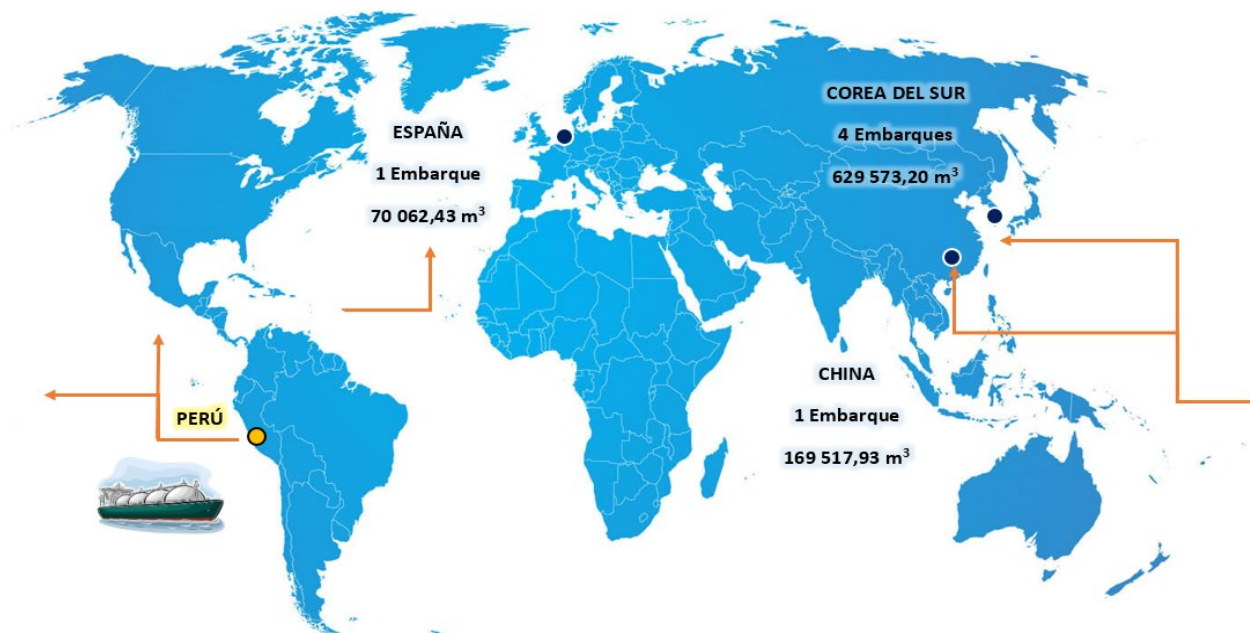 ESPAÑA
1 Embarque
70 062,43 m³
COREA DEL SUR
4 Embarques
629 573,20 m³
CHINA
1 Embarque
169 517,93 m³
PERÚ